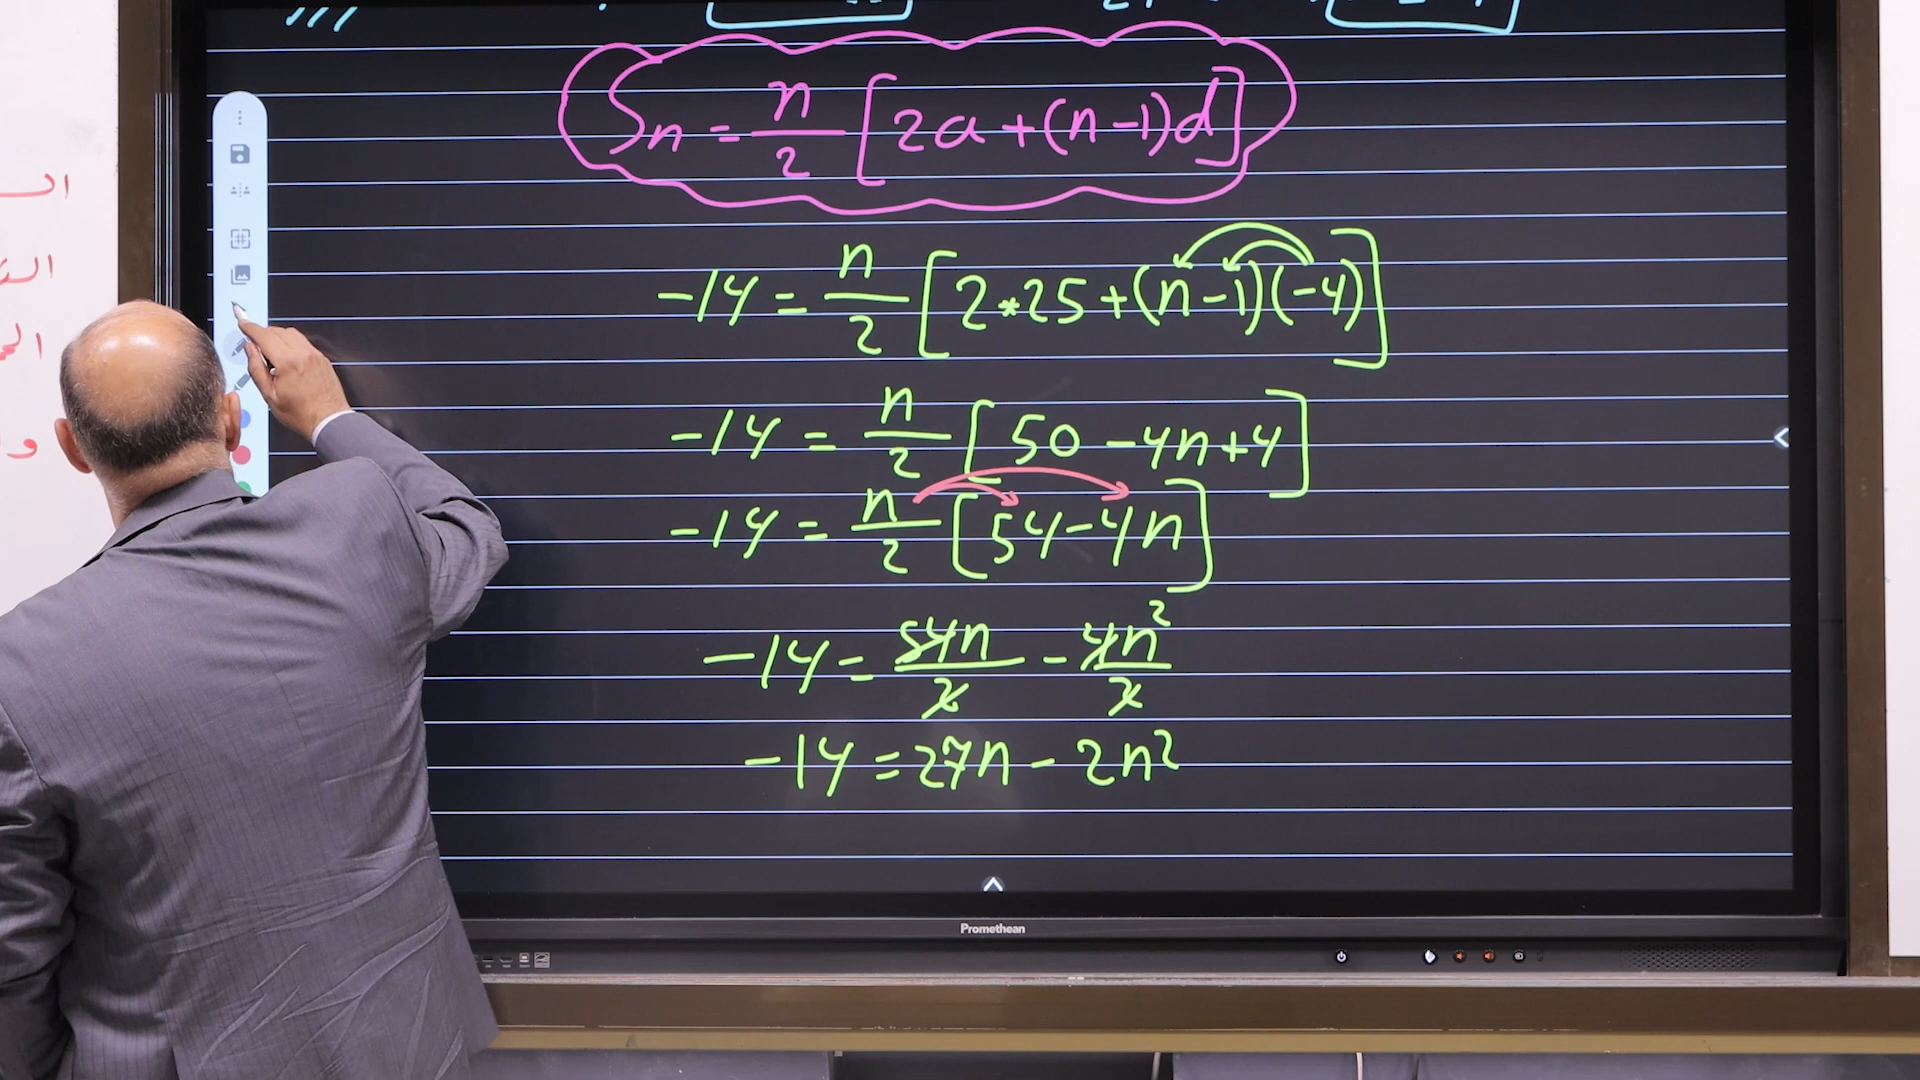 Sn = n/2 [2a + (n - 1)d]
-14 = n/2 [2*25 + (n - 1)(-4)]
-14 = n/2 [50 - 4n + 4]
-14 = n/2 [54 - 4n]
-14 = 54n/2 - 4n²/2
-14 = 27n - 2n²
Promethean